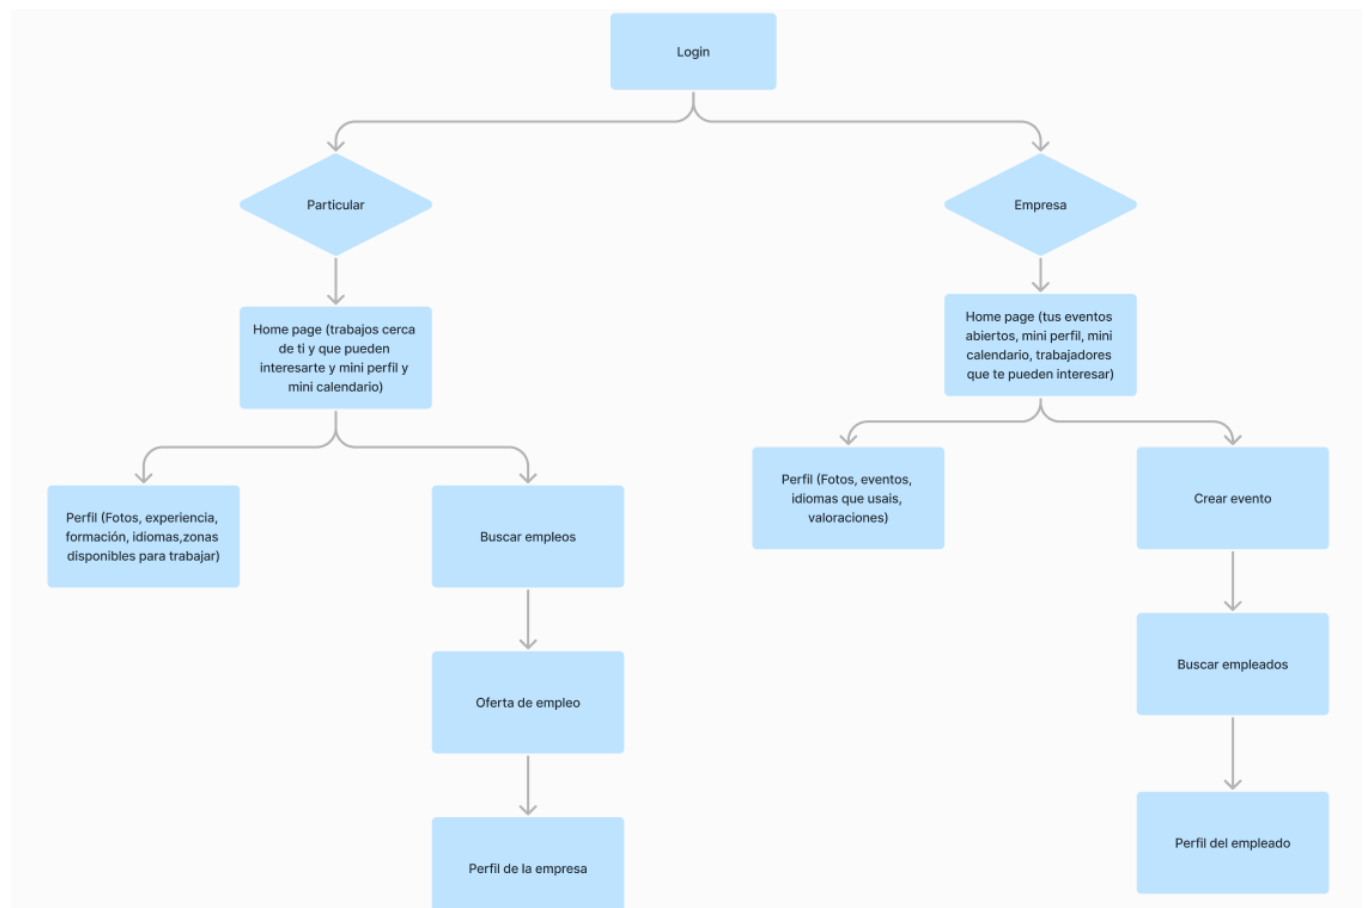 Login
Particular
Empresa
Home page (trabajos cerca
de ti y que pueden
interesarte y mini perfil y
mini calendario)
Home page (tus eventos
abiertos, mini perfil, mini
calendario, trabajadores
que te pueden interesar)
Perfil (Fotos, experiencia,
formación, idiomas,zonas
disponibles para trabajar)
Buscar empleos
Perfil (Fotos, eventos,
idiomas que usais,
valoraciones)
Crear evento
Oferta de empleo
Buscar empleados
Perfil de la empresa
Perfil del empleado